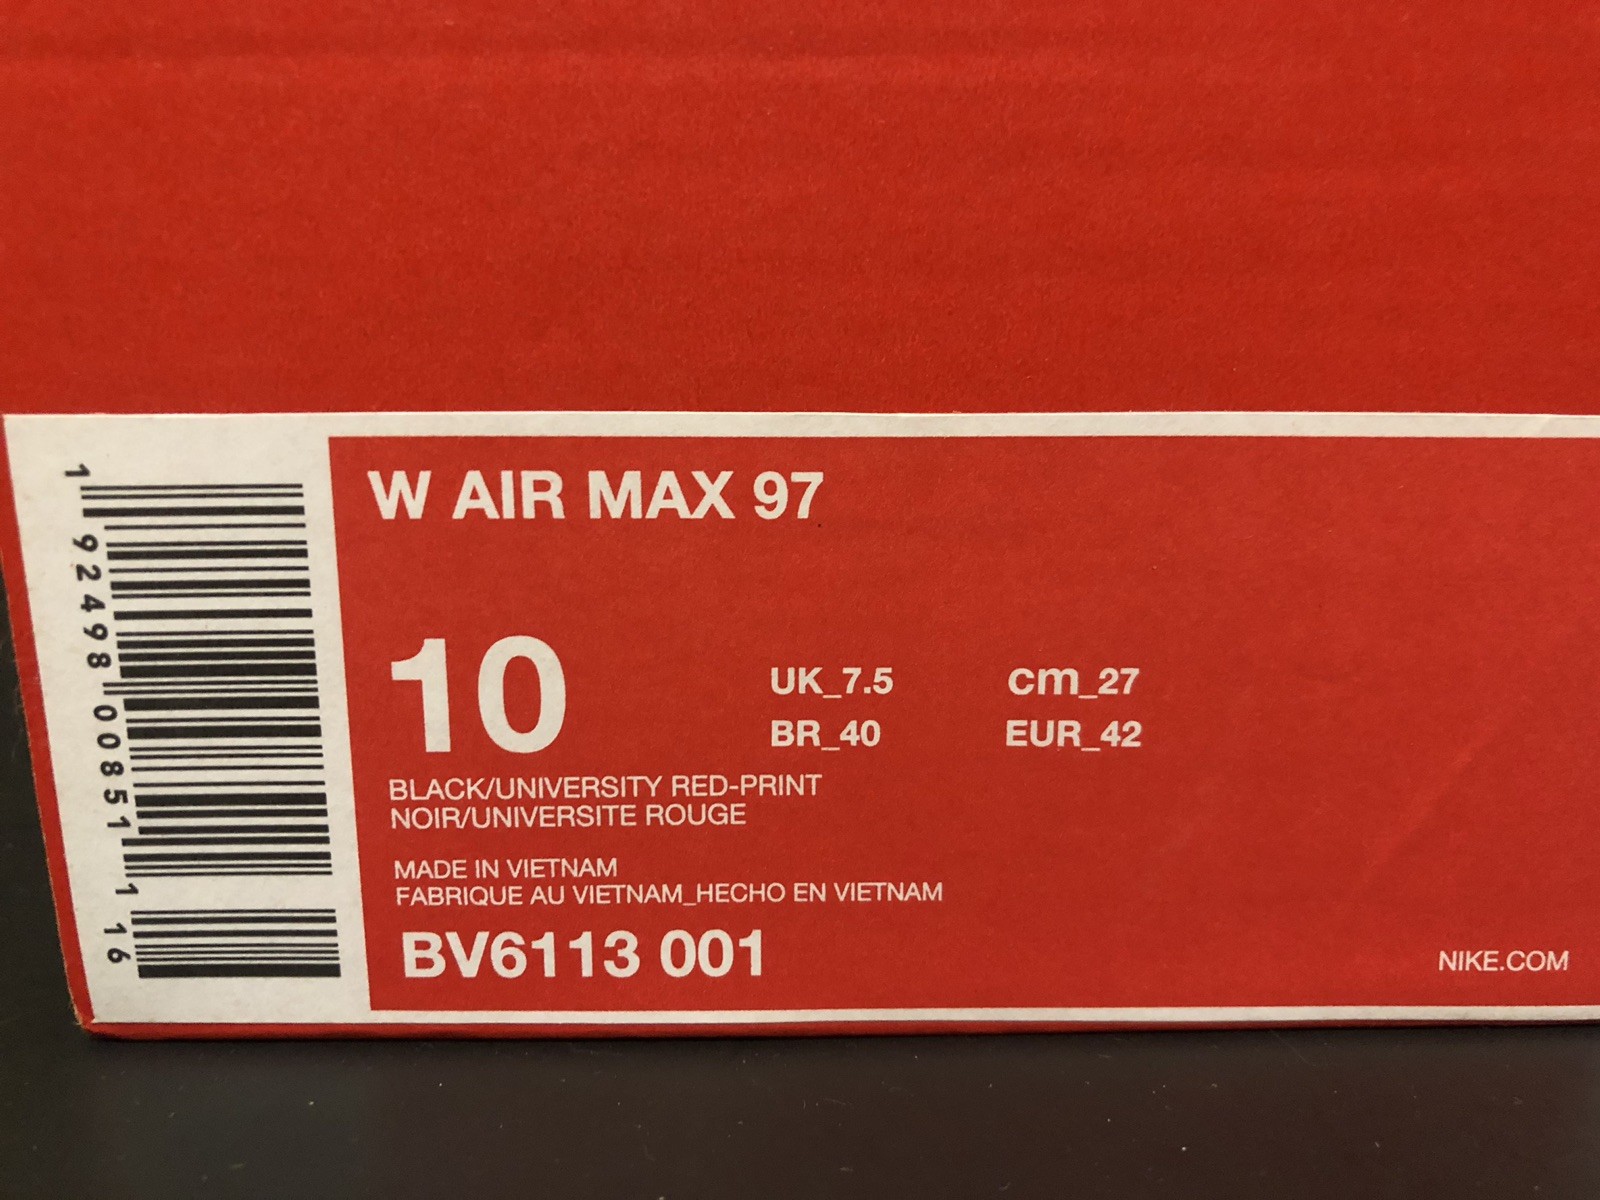 W AIR MAX 97
10
UK_7.5 cm_27
BR_40 EUR_42
BLACK/UNIVERSITY RED-PRINT
NOIR/UNIVERSITE ROUGE
MADE IN VIETNAM
FABRIQUE AU VIETNAM_HECHO EN VIETNAM
BV6113 001
NIKE.COM
1 92498 00851 1 16